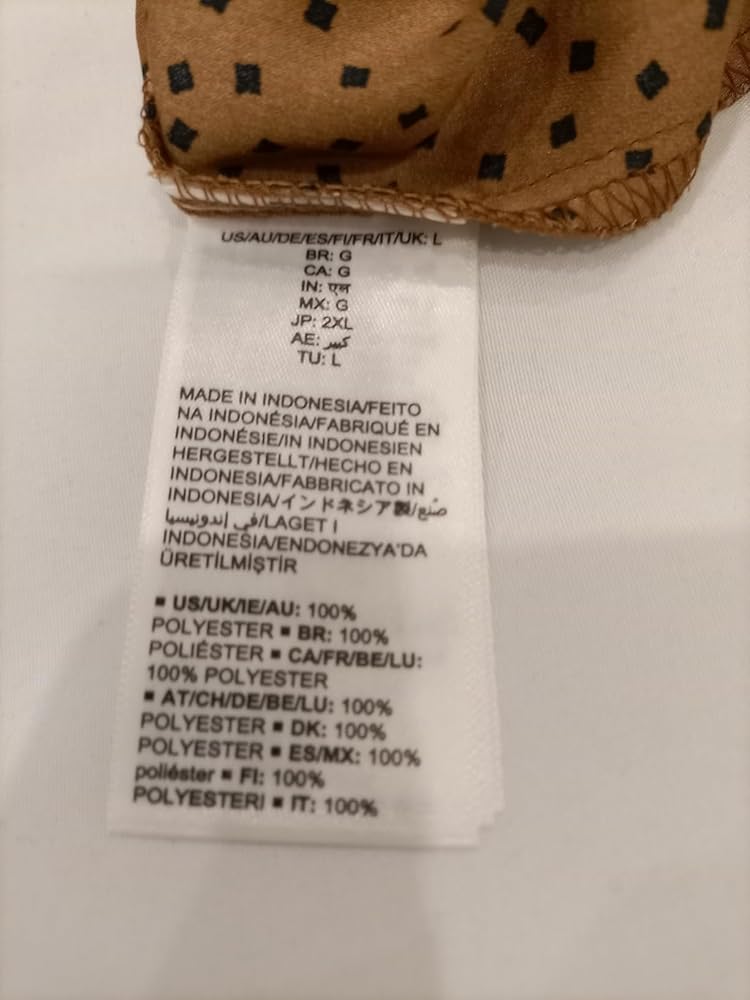 US/AU/DE/ES/FI/FR/IT/UK: L
BR: G
CA: G
IN: एल
MX: G
JP: 2XL
AE: كبير
TU: L
MADE IN INDONESIA/FEITO
NA INDONÉSIA/FABRIQUÉ EN
INDONÉSIE/IN INDONESIEN
HERGESTELLT/HECHO EN
INDONESIA/FABBRICATO IN
INDONESIA/インドネシア製/صُنع
في إندونيسيا/LAGET I
INDONESIA/ENDONEZYA'DA
ÜRETİLMİŞTİR
▪ US/UK/IE/AU: 100%
POLYESTER ▪ BR: 100%
POLIÉSTER ▪ CA/FR/BE/LU:
100% POLYESTER
▪ AT/CH/DE/BE/LU: 100%
POLYESTER ▪ DK: 100%
POLYESTER ▪ ES/MX: 100%
poliéster ▪ FI: 100%
POLYESTERI ▪ IT: 100%